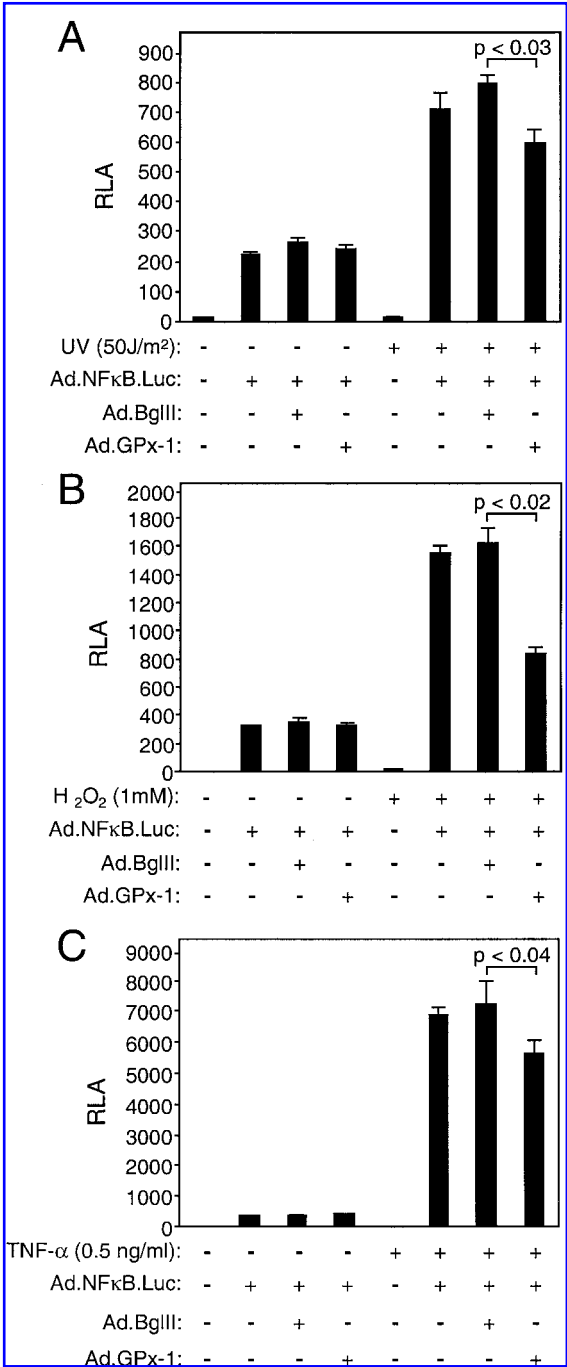 A
p < 0.03
RLA
900
800
700
600
500
400
300
200
100
0
UV (50J/m²): - - - - + + + +
Ad.NFκB.Luc: - + + + - + + +
Ad.BglII: - - + - - - + -
Ad.GPx-1: - - - + - - - +
B
p < 0.02
RLA
2000
1800
1600
1400
1200
1000
800
600
400
200
0
H2O2 (1mM): - - - - + + + +
Ad.NFκB.Luc: - + + + - + + +
Ad.BglII: - - + - - - + -
Ad.GPx-1: - - - + - - - +
C
p < 0.04
RLA
9000
8000
7000
6000
5000
4000
3000
2000
1000
0
TNF-α (0.5 ng/ml): - - - - + + + +
Ad.NFκB.Luc: - + + + - + + +
Ad.BglII: - - + - - - + -
Ad.GPx-1: - - - + - - - +